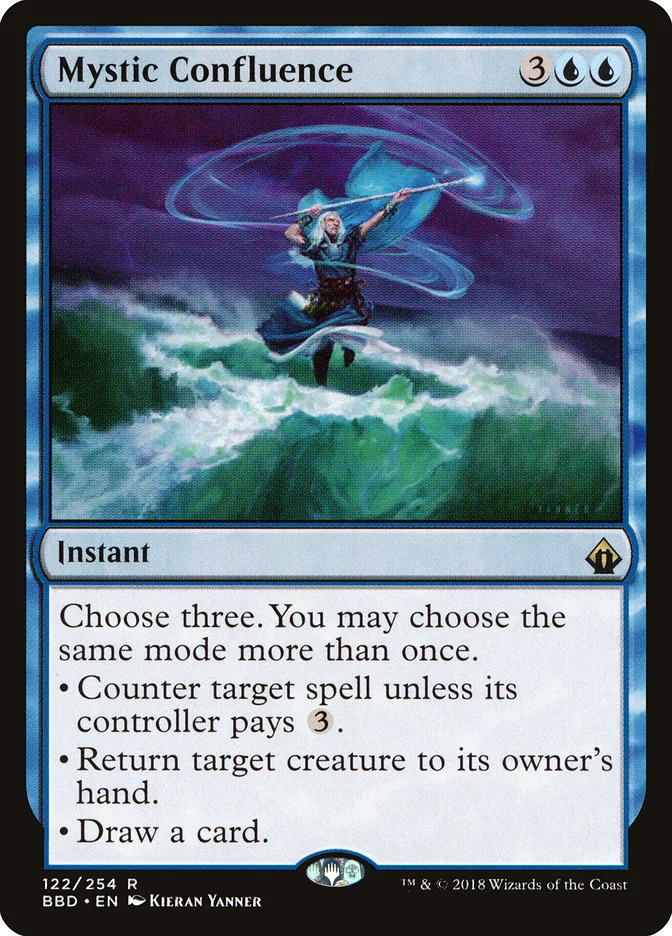 Mystic Confluence 3
TANNER
Instant
Choose three. You may choose the
same mode more than once.
• Counter target spell unless its
controller pays 3.
• Return target creature to its owner's
hand.
• Draw a card.
122/254 R
BBD • EN Kieran Yanner
™ & © 2018 Wizards of the Coast